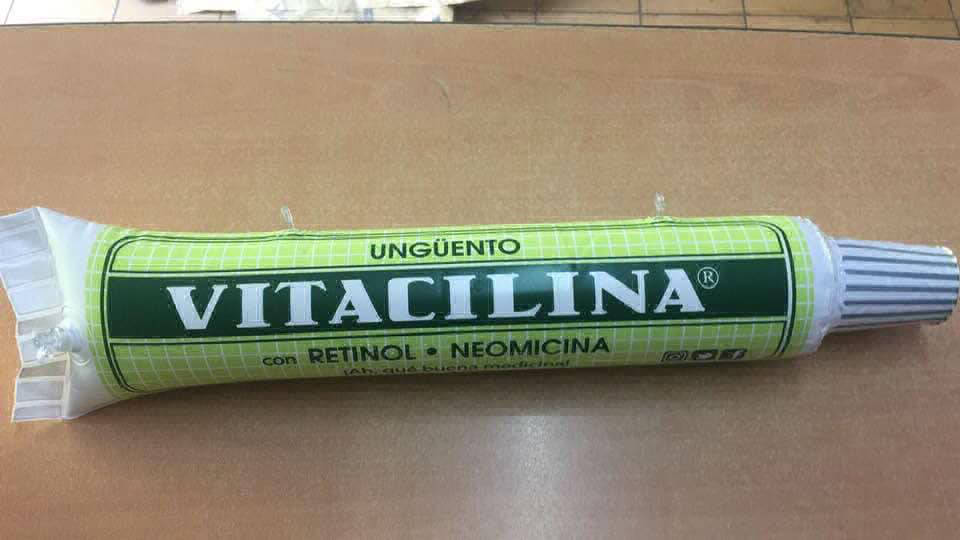 UNGÜENTO
VITACILINA®
con RETINOL • NEOMICINA
¡Ah, qué buena medicina!